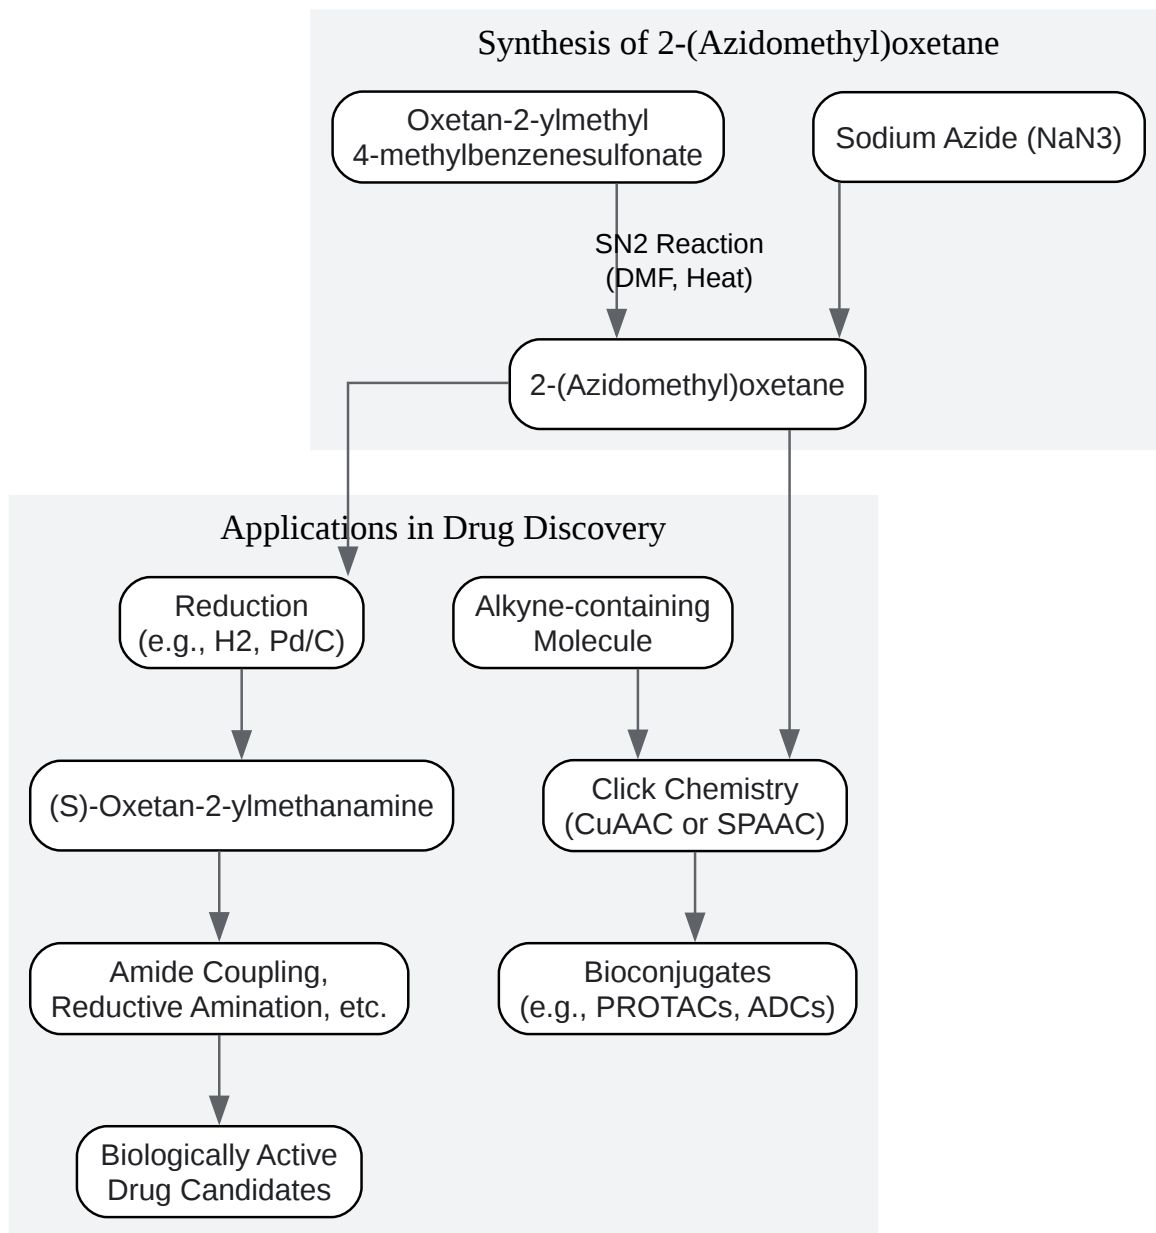 Synthesis of 2-(Azidomethyl)oxetane
Oxetan-2-ylmethyl
4-methylbenzenesulfonate
Sodium Azide (NaN3)
SN2 Reaction
(DMF, Heat)
2-(Azidomethyl)oxetane
Applications in Drug Discovery
Reduction
(e.g., H2, Pd/C)
Alkyne-containing
Molecule
(S)-Oxetan-2-ylmethanamine
Click Chemistry
(CuAAC or SPAAC)
Amide Coupling,
Reductive Amination, etc.
Bioconjugates
(e.g., PROTACs, ADCs)
Biologically Active
Drug Candidates